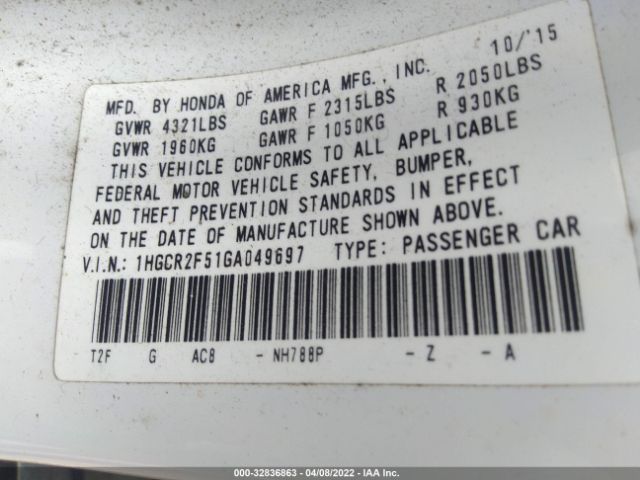 10/'15
MFD. BY HONDA OF AMERICA MFG., INC.
GVWR 4321LBS GAWR F 2315LBS R 2050LBS
GVWR 1960KG GAWR F 1050KG R 930KG
THIS VEHICLE CONFORMS TO ALL APPLICABLE
FEDERAL MOTOR VEHICLE SAFETY, BUMPER,
AND THEFT PREVENTION STANDARDS IN EFFECT
ON THE DATE OF MANUFACTURE SHOWN ABOVE.
V.I.N.: 1HGCR2F51GA049697 TYPE: PASSENGER CAR
T2F G AC8 - NH788P - Z - A
000-32836863 - 04/08/2022 - IAA Inc.